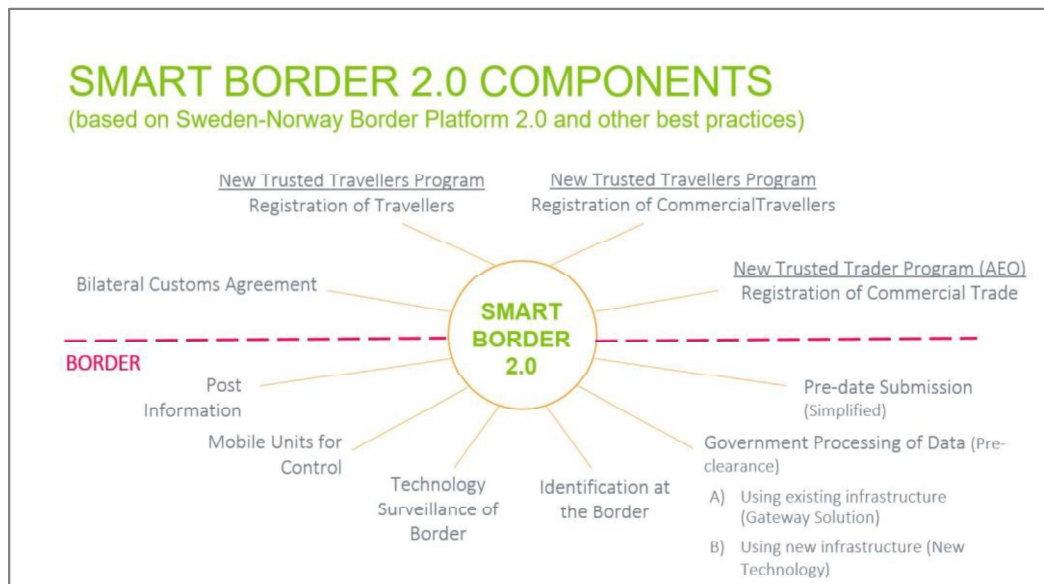 SMART BORDER 2.0 COMPONENTS
(based on Sweden-Norway Border Platform 2.0 and other best practices)
New Trusted Travellers Program
Registration of Travellers
New Trusted Travellers Program
Registration of CommercialTravellers
Bilateral Customs Agreement
New Trusted Trader Program (AEO)
Registration of Commercial Trade
SMART
BORDER
2.0
BORDER
Post
Information
Pre-date Submission
(Simplified)
Mobile Units for
Control
Government Processing of Data (Pre-
clearance)
A) Using existing infrastructure
(Gateway Solution)
B) Using new infrastructure (New
Technology)
Technology
Surveillance of
Border
Identification at
the Border